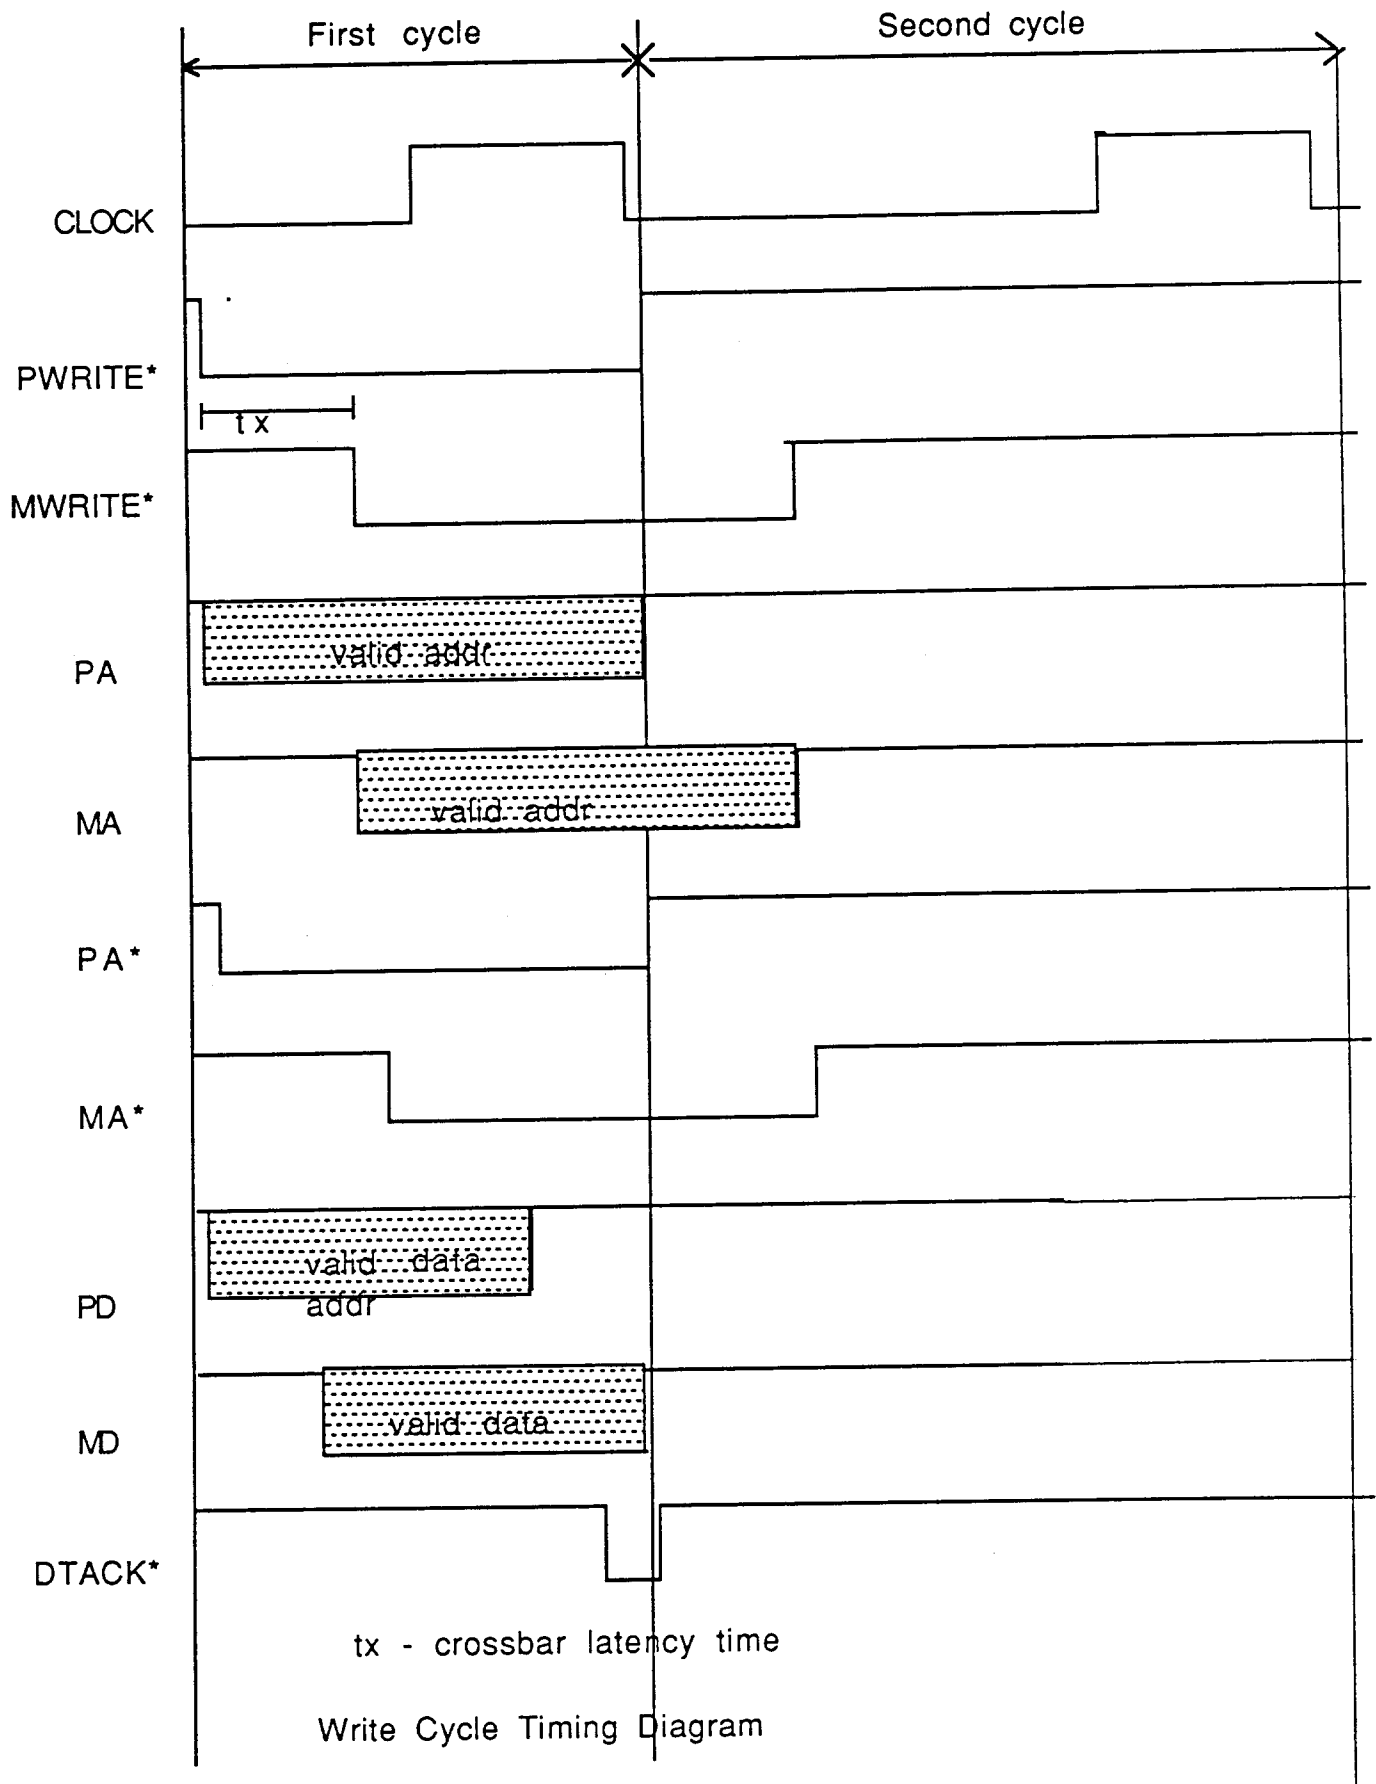 First cycle
Second cycle
CLOCK
PWRITE*
tx
MWRITE*
valid addr
PA
valid addr
MA
PA*
MA*
valid data
addr
PD
valid data
MD
DTACK*
tx - crossbar latency time
Write Cycle Timing Diagram